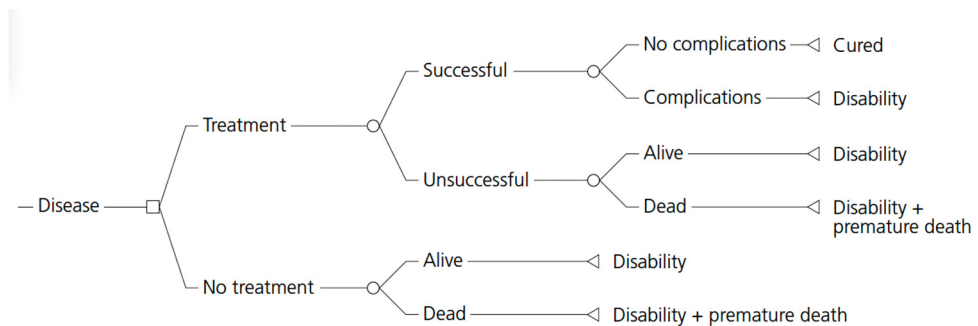 No complications
Cured
Successful
Complications
Disability
Treatment
Alive
Disability
Unsuccessful
Dead
Disability +
premature death
Disease
Alive
Disability
No treatment
Dead
Disability + premature death